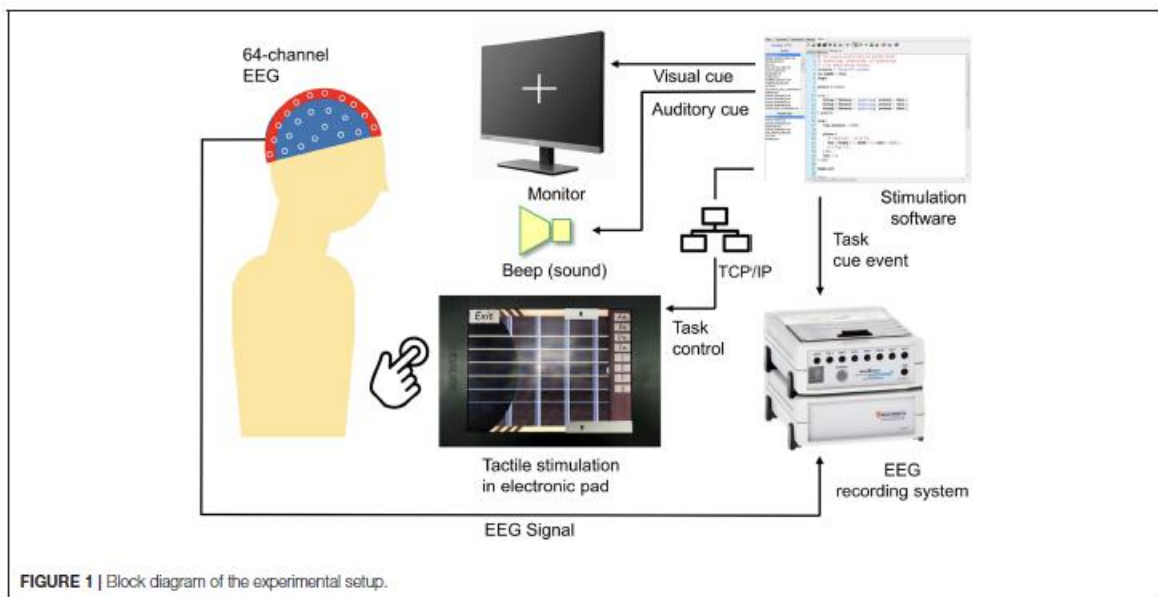 64-channel
EEG
Visual cue
Auditory cue
Monitor
Stimulation
software
Beep (sound)
TCP/IP
Task
cue event
Exit
Task
control
Tactile stimulation
in electronic pad
EEG
recording system
EEG Signal
FIGURE 1 | Block diagram of the experimental setup.